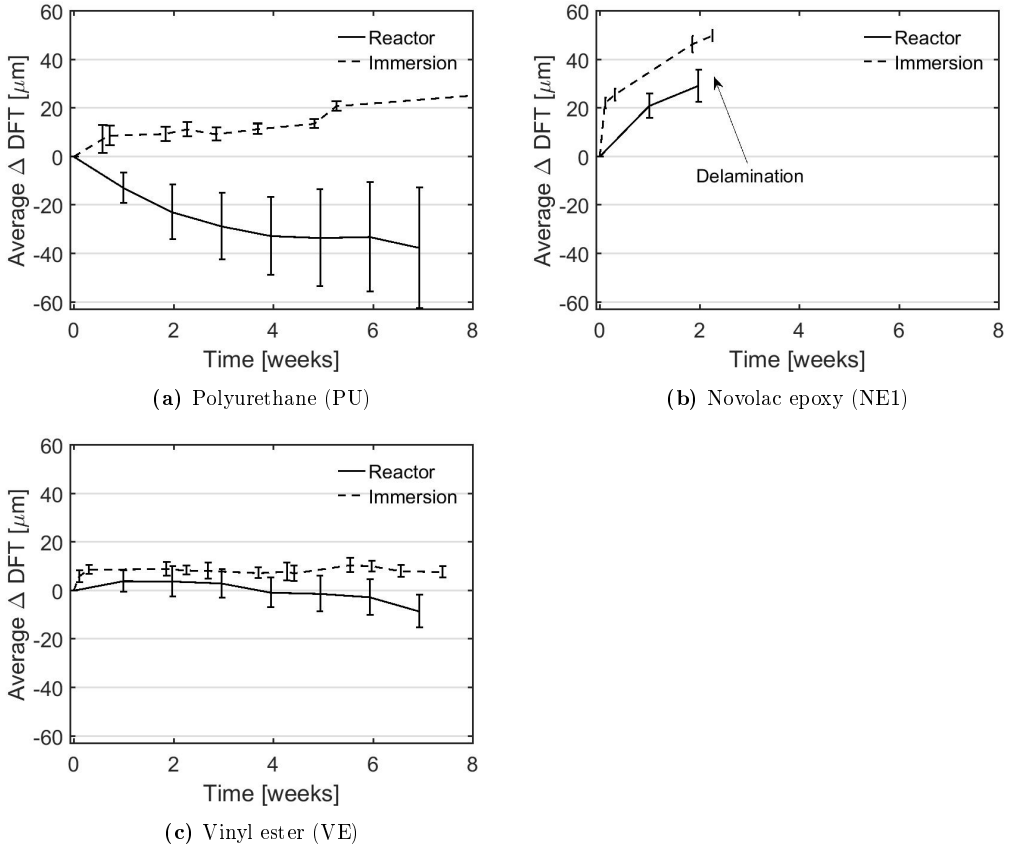 60
40
20
0
-20
-40
-60
Average Δ DFT [μm]
Reactor
Immersion
0 2 4 6 8
Time [weeks]
(a) Polyurethane (PU)
60
40
20
0
-20
-40
-60
Average Δ DFT [μm]
Reactor
Immersion
Delamination
0 2 4 6 8
Time [weeks]
(b) Novolac epoxy (NE1)
60
40
20
0
-20
-40
-60
Average Δ DFT [μm]
Reactor
Immersion
0 2 4 6 8
Time [weeks]
(c) Vinyl ester (VE)